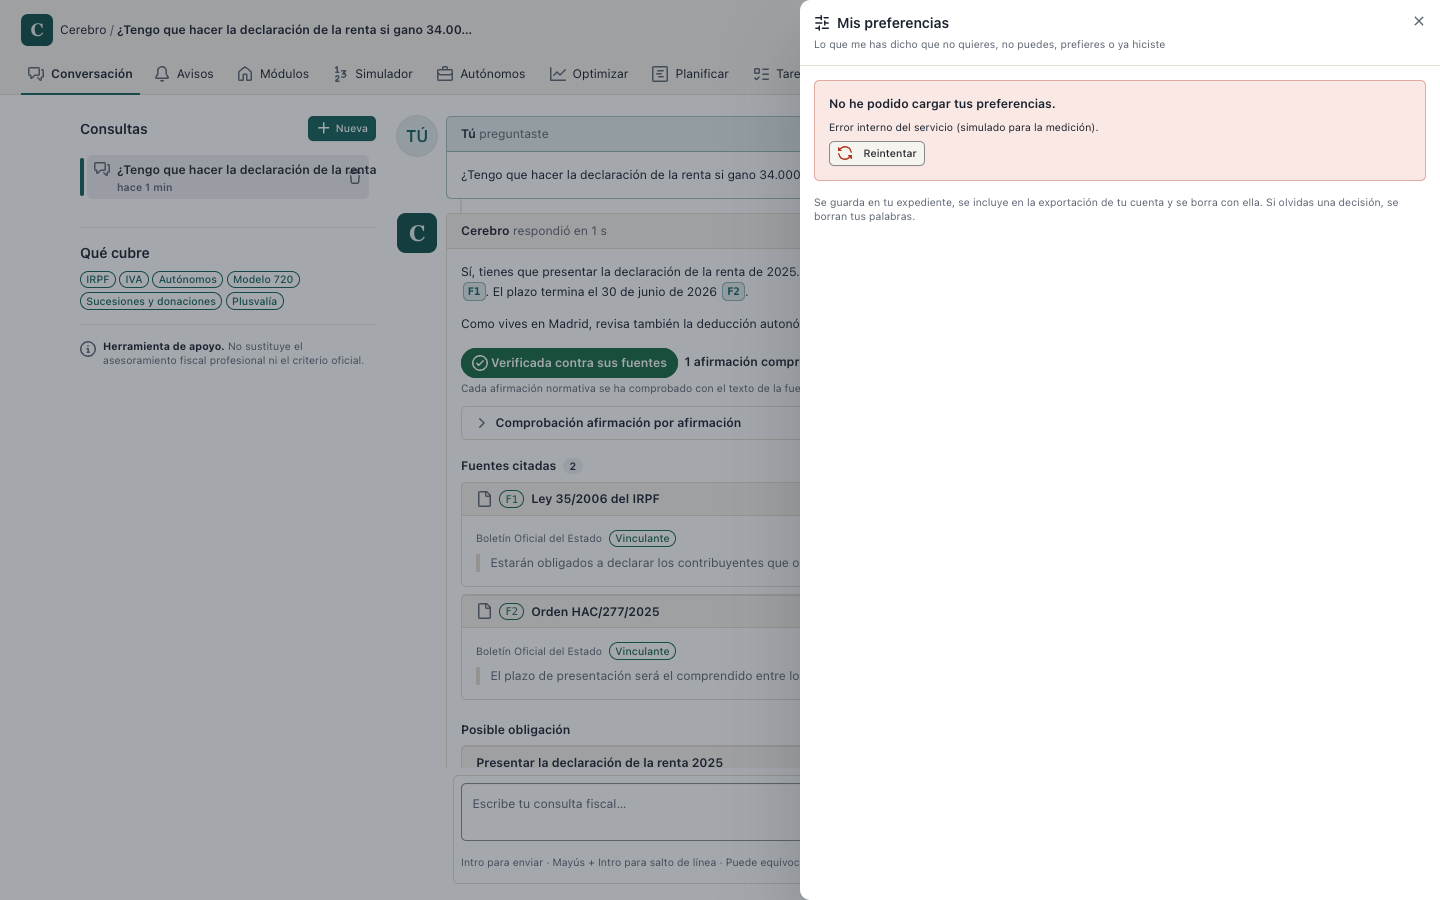 C
Cerebro / ¿Tengo que hacer la declaración de la renta si gano 34.00...
Conversación
Avisos
Módulos
Simulador
Autónomos
Optimizar
Planificar
Tare
Consultas
Nueva
¿Tengo que hacer la declaración de la renta
hace 1 min
Qué cubre
IRPF
IVA
Autónomos
Modelo 720
Sucesiones y donaciones
Plusvalía
Herramienta de apoyo. No sustituye el
asesoramiento fiscal profesional ni el criterio oficial.
TÚ
Tú preguntaste
¿Tengo que hacer la declaración de la renta si gano 34.000
C
Cerebro respondió en 1 s
Sí, tienes que presentar la declaración de la renta de 2025.
F1. El plazo termina el 30 de junio de 2026 F2.
Como vives en Madrid, revisa también la deducción autonó
Verificada contra sus fuentes
1 afirmación compr
Cada afirmación normativa se ha comprobado con el texto de la fue
Comprobación afirmación por afirmación
Fuentes citadas 2
F1 Ley 35/2006 del IRPF
Boletín Oficial del Estado Vinculante
Estarán obligados a declarar los contribuyentes que o
F2 Orden HAC/277/2025
Boletín Oficial del Estado Vinculante
El plazo de presentación será el comprendido entre lo
Posible obligación
Presentar la declaración de la renta 2025
Escribe tu consulta fiscal...
Intro para enviar · Mayús + Intro para salto de línea · Puede equivoc
Mis preferencias
Lo que me has dicho que no quieres, no puedes, prefieres o ya hiciste
No he podido cargar tus preferencias.
Error interno del servicio (simulado para la medición).
Reintentar
Se guarda en tu expediente, se incluye en la exportación de tu cuenta y se borra con ella. Si olvidas una decisión, se
borran tus palabras.